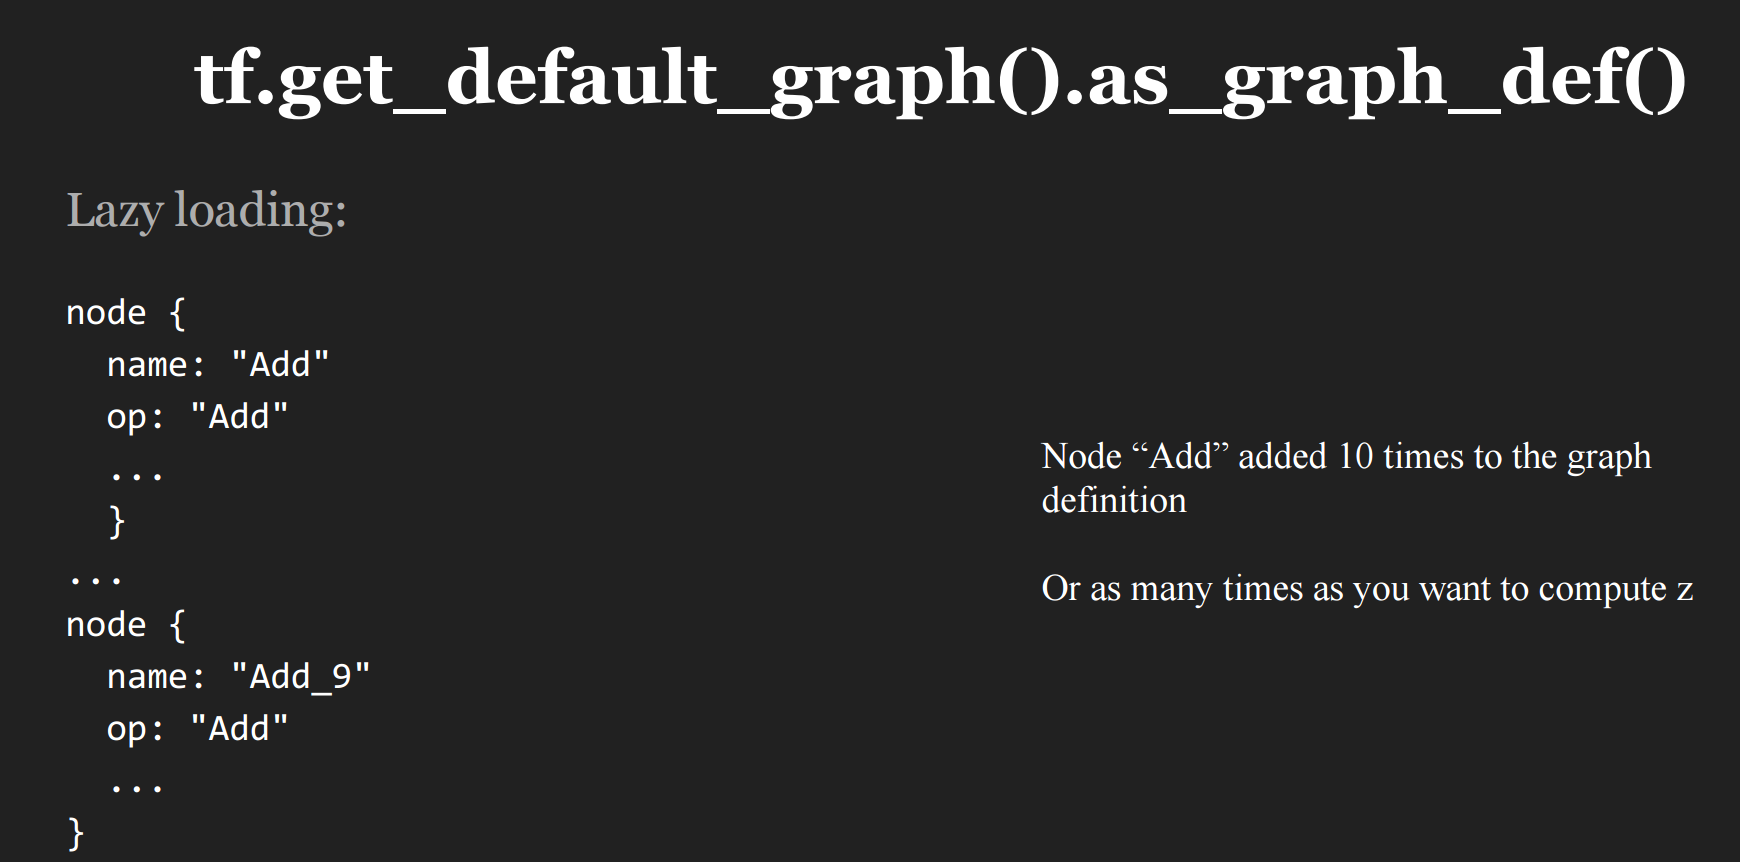 tf.get_default_graph().as_graph_def()
Lazy loading:
node {
  name: "Add"
  op: "Add"
  ...
  }
...
node {
  name: "Add_9"
  op: "Add"
  ...
}
Node “Add” added 10 times to the graph
definition
Or as many times as you want to compute z